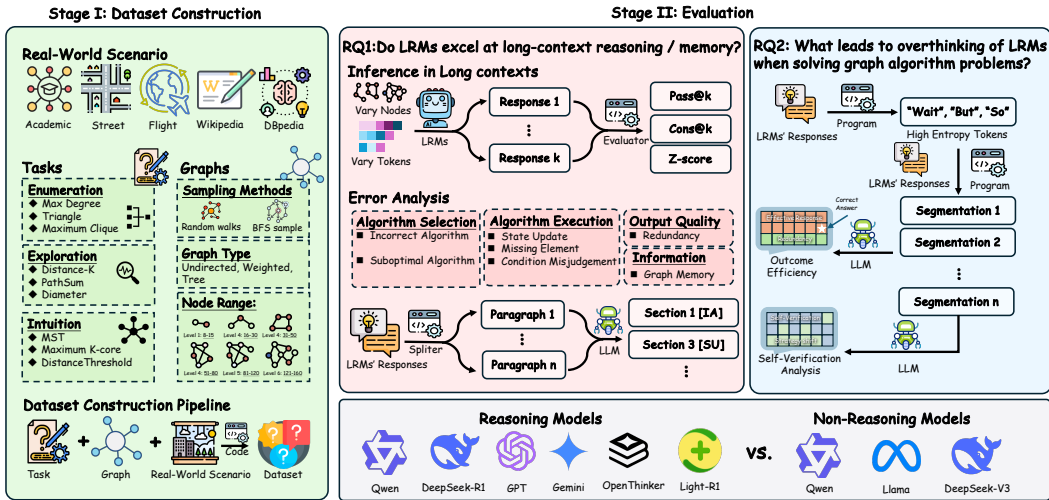 Stage I: Dataset Construction
Stage II: Evaluation
Real-World Scenario
Academic
Street
Flight
Wikipedia
DBpedia
Tasks
Enumeration
Max Degree
Triangle
Maximum Clique
Exploration
Distance-K
PathSum
Diameter
Intuition
MST
Maximum K-core
DistanceThreshold
Graphs
Sampling Methods
Random walks
BFS sample
Graph Type
Undirected, Weighted,
Tree
Node Range:
Level 1: 8-15
Level 4: 16-30
Level 4: 31-50
Level 4: 51-80
Level 5: 81-120
Level 6: 121-160
Dataset Construction Pipeline
Task
+
Graph
+
Real-World Scenario
Code
Dataset
RQ1:Do LRMs excel at long-context reasoning / memory?
Inference in Long contexts
Vary Nodes
Vary Tokens
LRMs
Response 1
⋮
Response k
Evaluator
Pass@k
Cons@k
Z-score
Error Analysis
Algorithm Selection
Incorrect Algorithm
Suboptimal Algorithm
Algorithm Execution
State Update
Missing Element
Condition Misjudgement
Output Quality
Redundancy
Information
Graph Memory
LRMs' Responses
Spliter
Paragraph 1
⋮
Paragraph n
LLM
Section 1 [IA]
Section 3 [SU]
⋮
RQ2: What leads to overthinking of LRMs
when solving graph algorithm problems?
LRMs' Responses
Program
"Wait", "But", "So"
High Entropy Tokens
LRMs' Responses
Program
Correct
Answer
Outcome
Efficiency
LLM
Segmentation 1
Segmentation 2
⋮
Segmentation n
Self-Verification
Analysis
LLM
Reasoning Models
Qwen
DeepSeek-R1
GPT
Gemini
OpenThinker
Light-R1
vs.
Non-Reasoning Models
Qwen
Llama
DeepSeek-V3